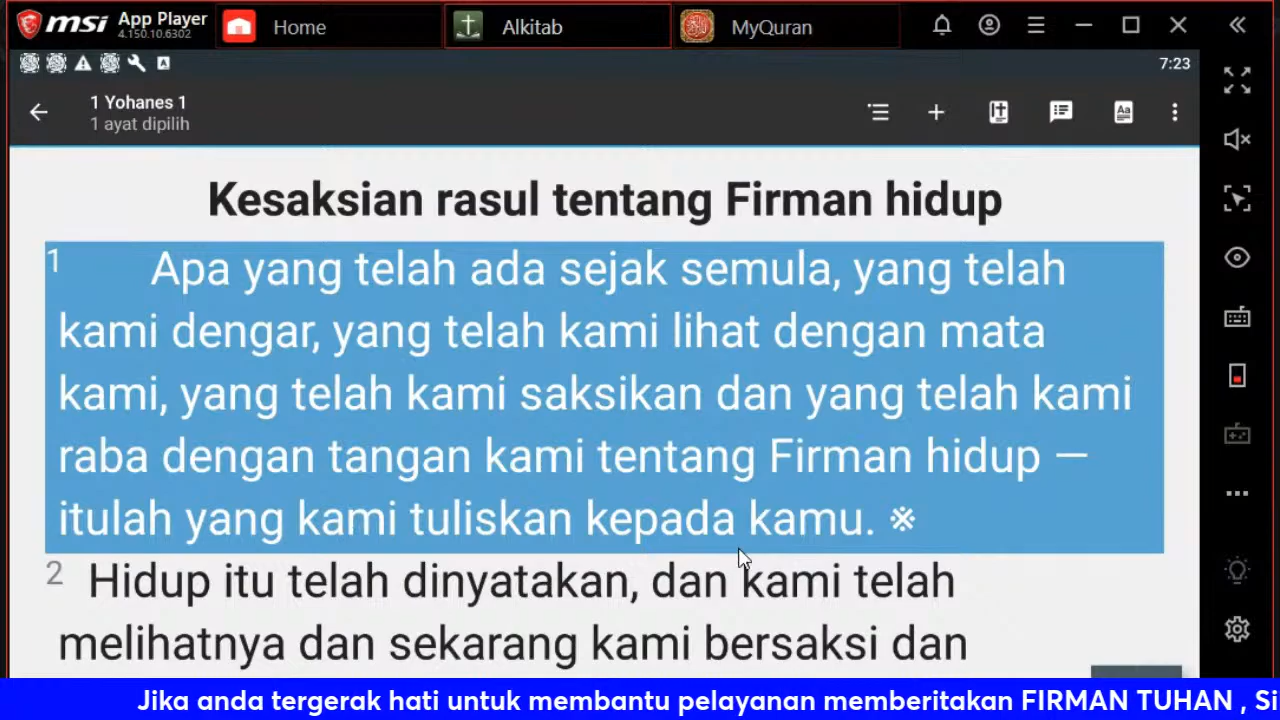 msi App Player
4.150.10.6302
Home
Alkitab
MyQuran
7:23
1 Yohanes 1
1 ayat dipilih
Kesaksian rasul tentang Firman hidup
1 Apa yang telah ada sejak semula, yang telah
kami dengar, yang telah kami lihat dengan mata
kami, yang telah kami saksikan dan yang telah kami
raba dengan tangan kami tentang Firman hidup —
itulah yang kami tuliskan kepada kamu. ※
2 Hidup itu telah dinyatakan, dan kami telah
melihatnya dan sekarang kami bersaksi dan
Jika anda tergerak hati untuk membantu pelayanan memberitakan FIRMAN TUHAN , Si